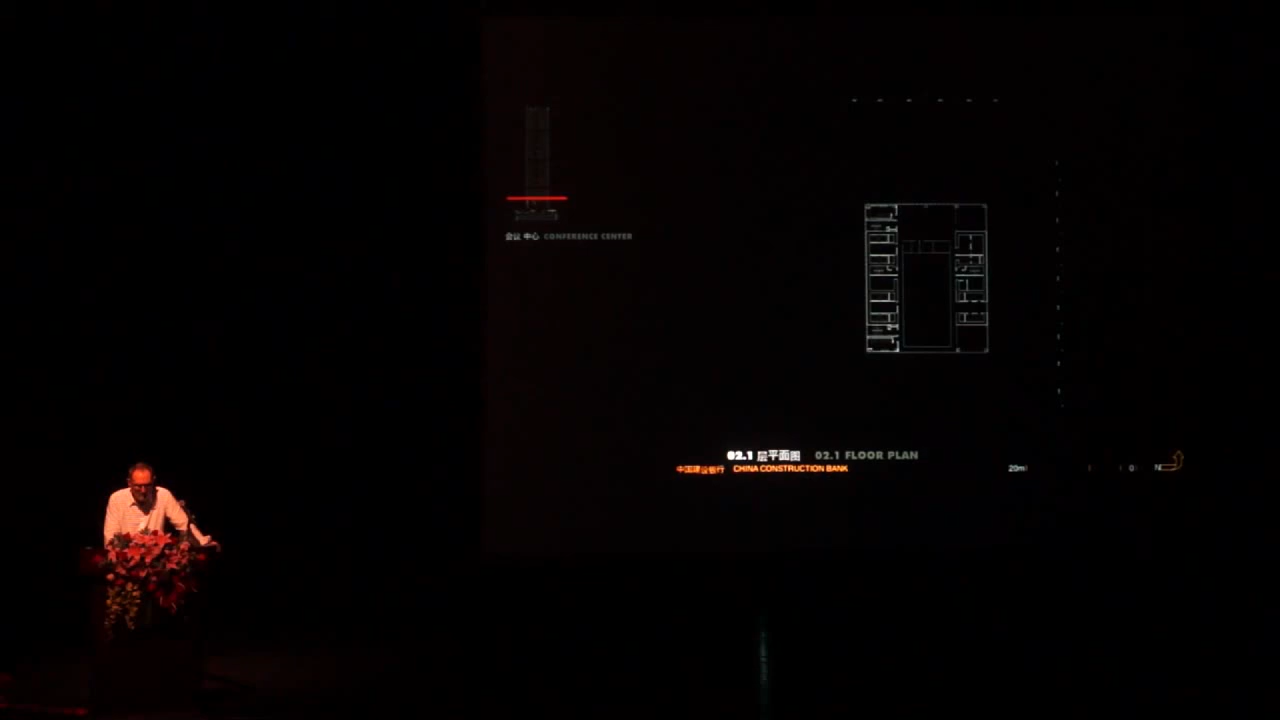 会议 中心 CONFERENCE CENTER
02.1 层平面图 02.1 FLOOR PLAN
中国建设银行 CHINA CONSTRUCTION BANK
20m 0 N